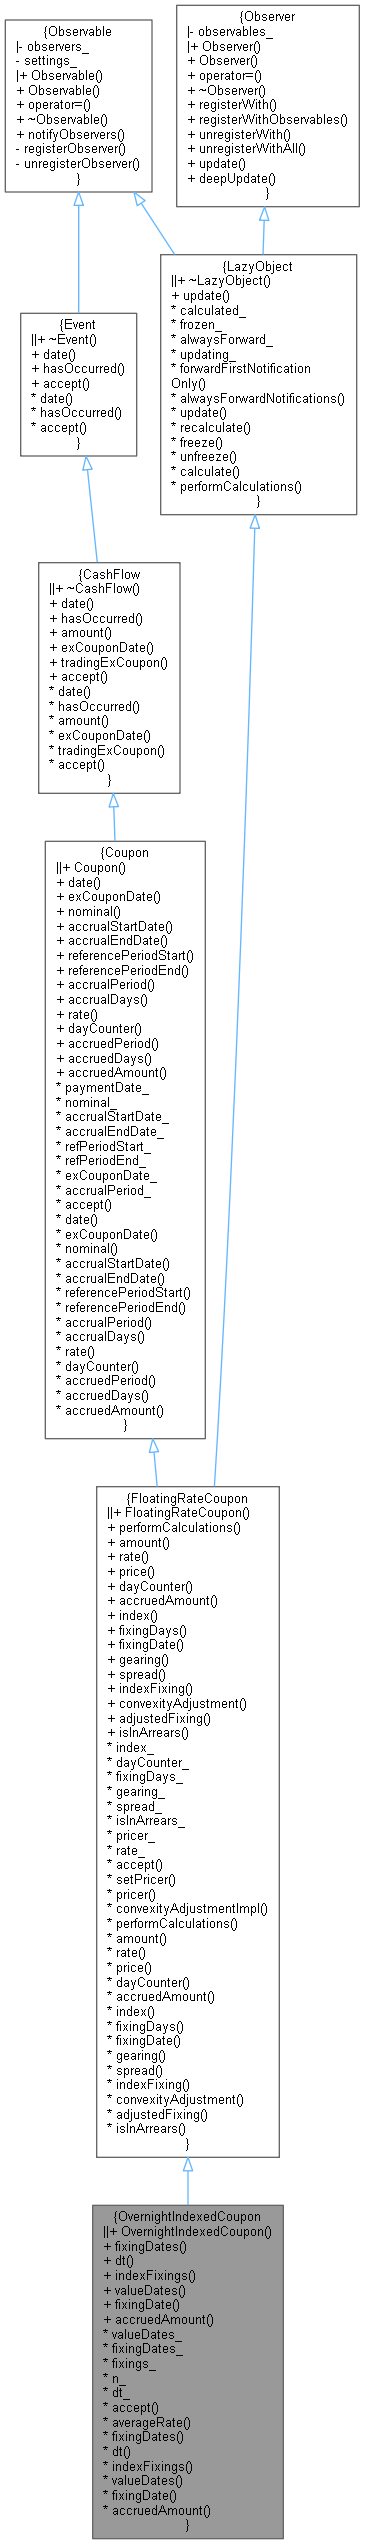 {Observable
|- observers_
- settings_
|+ Observable()
+ Observable()
+ operator=()
+ ~Observable()
+ notifyObservers()
- registerObserver()
- unregisterObserver()
}
{Observer
|- observables_
|+ Observer()
+ Observer()
+ operator=()
+ ~Observer()
+ registerWith()
+ registerWithObservables()
+ unregisterWith()
+ unregisterWithAll()
+ update()
+ deepUpdate()
}
{LazyObject
||+ ~LazyObject()
+ update()
* calculated_
* frozen_
* alwaysForward_
* updating_
* forwardFirstNotification
Only()
* alwaysForwardNotifications()
* update()
* recalculate()
* freeze()
* unfreeze()
* calculate()
* performCalculations()
}
{Event
||+ ~Event()
+ date()
+ hasOccurred()
+ accept()
* date()
* hasOccurred()
* accept()
}
{CashFlow
||+ ~CashFlow()
+ date()
+ hasOccurred()
+ amount()
+ exCouponDate()
+ tradingExCoupon()
+ accept()
* date()
* hasOccurred()
* amount()
* exCouponDate()
* tradingExCoupon()
* accept()
}
{Coupon
||+ Coupon()
+ date()
+ exCouponDate()
+ nominal()
+ accrualStartDate()
+ accrualEndDate()
+ referencePeriodStart()
+ referencePeriodEnd()
+ accrualPeriod()
+ accrualDays()
+ rate()
+ dayCounter()
+ accruedPeriod()
+ accruedDays()
+ accruedAmount()
* paymentDate_
* nominal_
* accrualStartDate_
* accrualEndDate_
* refPeriodStart_
* refPeriodEnd_
* exCouponDate_
* accrualPeriod_
* accept()
* date()
* exCouponDate()
* nominal()
* accrualStartDate()
* accrualEndDate()
* referencePeriodStart()
* referencePeriodEnd()
* accrualPeriod()
* accrualDays()
* rate()
* dayCounter()
* accruedPeriod()
* accruedDays()
* accruedAmount()
}
{FloatingRateCoupon
||+ FloatingRateCoupon()
+ performCalculations()
+ amount()
+ rate()
+ price()
+ dayCounter()
+ accruedAmount()
+ index()
+ fixingDays()
+ fixingDate()
+ gearing()
+ spread()
+ indexFixing()
+ convexityAdjustment()
+ adjustedFixing()
+ isInArrears()
* index_
* dayCounter_
* fixingDays_
* gearing_
* spread_
* isInArrears_
* pricer_
* rate_
* accept()
* setPricer()
* pricer()
* convexityAdjustmentImpl()
* performCalculations()
* amount()
* rate()
* price()
* dayCounter()
* accruedAmount()
* index()
* fixingDays()
* fixingDate()
* gearing()
* spread()
* indexFixing()
* convexityAdjustment()
* adjustedFixing()
* isInArrears()
}
{OvernightIndexedCoupon
||+ OvernightIndexedCoupon()
+ fixingDates()
+ dt()
+ indexFixings()
+ valueDates()
+ fixingDate()
+ accruedAmount()
* valueDates_
* fixingDates_
* fixings_
* n_
* dt_
* accept()
* averageRate()
* fixingDates()
* dt()
* indexFixings()
* valueDates()
* fixingDate()
* accruedAmount()
}